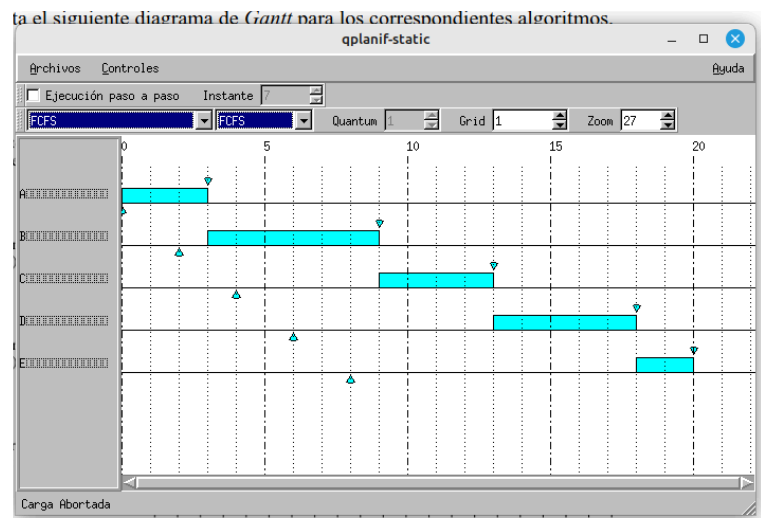 ta el siguiente diagrama de Gantt para los correspondientes algoritmos.
qplanif-static
Archivos Controles Ayuda
Ejecución paso a paso Instante 7
FCFS FCFS Quantum 1 Grid 1 Zoom 27
0 5 10 15 20
A
B
C
D
E
Carga Abortada